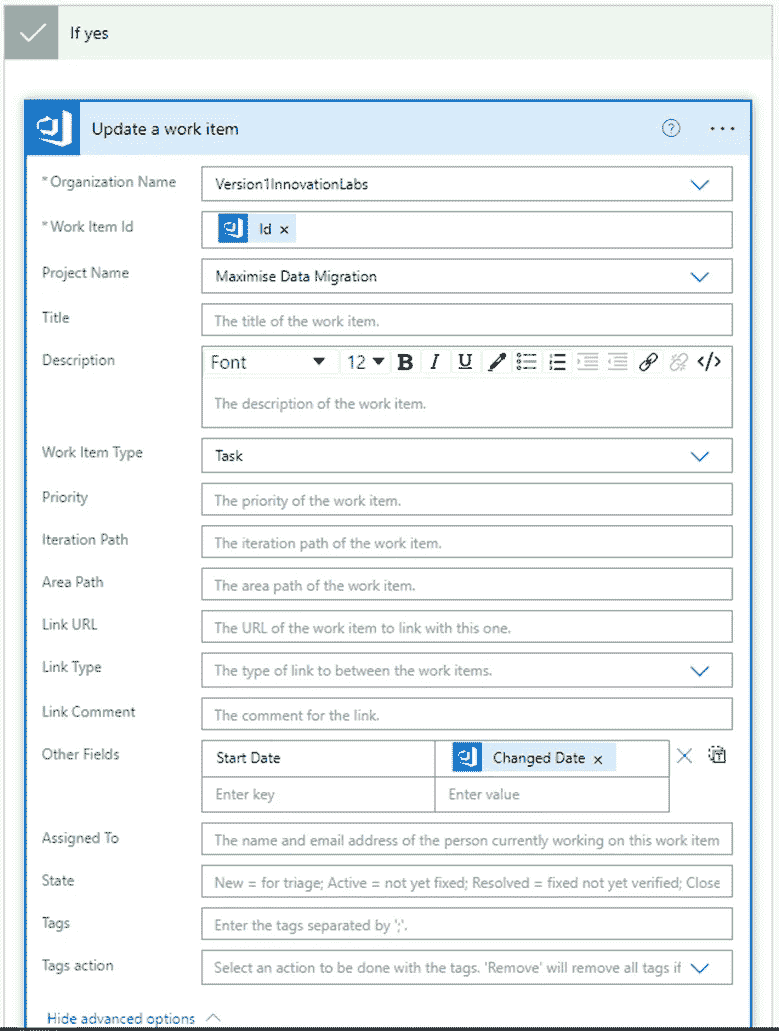 If yes
Update a work item
* Organization Name Version1InnovationLabs
* Work Item Id Id ×
Project Name Maximise Data Migration
Title The title of the work item.
Description Font 12 B I U </>
The description of the work item.
Work Item Type Task
Priority The priority of the work item.
Iteration Path The iteration path of the work item.
Area Path The area path of the work item.
Link URL The URL of the work item to link with this one.
Link Type The type of link to between the work items.
Link Comment The comment for the link.
Other Fields Start Date Changed Date ×
Enter key Enter value
Assigned To The name and email address of the person currently working on this work item
State New = for triage; Active = not yet fixed; Resolved = fixed not yet verified; Close
Tags Enter the tags separated by ';'.
Tags action Select an action to be done with the tags. 'Remove' will remove all tags if
Hide advanced options